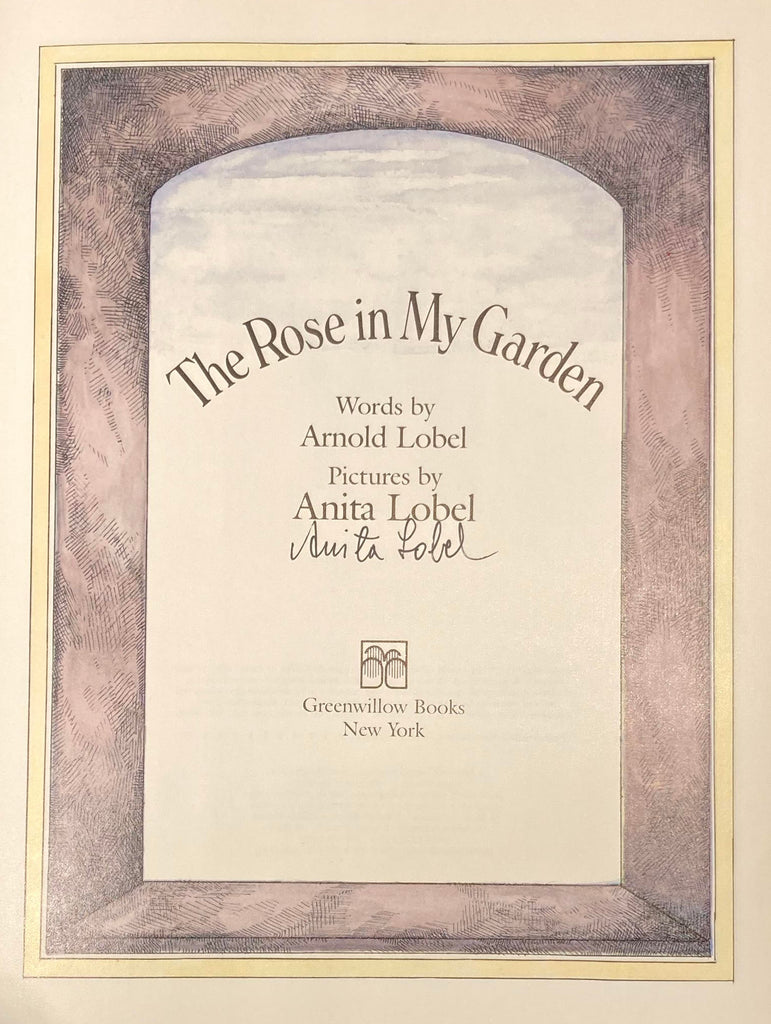 The Rose in My Garden
Words by
Arnold Lobel
Pictures by
Anita Lobel
Anita Lobel
Greenwillow Books
New York